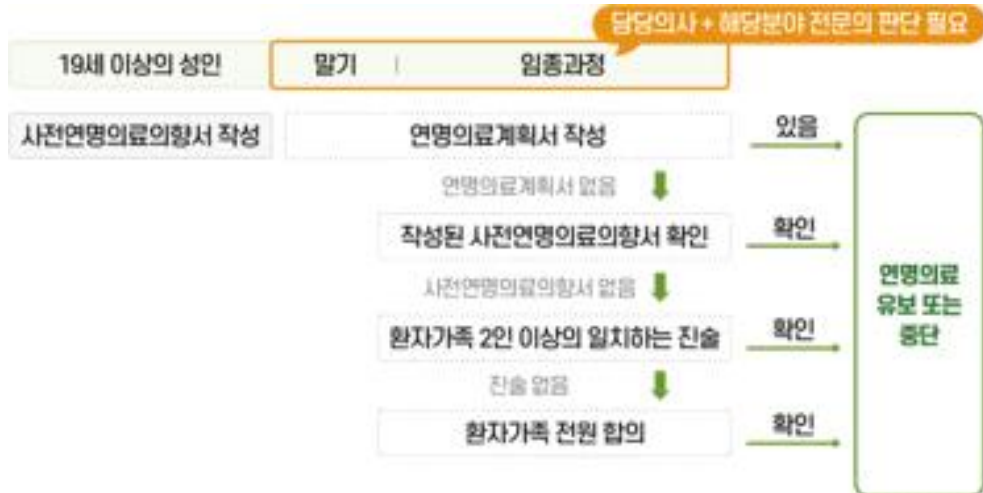 담당의사 + 해당분야 전문의 판단 필요
19세 이상의 성인
말기 | 임종과정
사전연명의료의향서 작성
연명의료계획서 작성
있음
연명의료계획서 없음
작성된 사전연명의료의향서 확인
확인
사전연명의료의향서 없음
환자가족 2인 이상의 일치하는 진술
확인
진술 없음
환자가족 전원 합의
확인
연명의료
유보 또는
중단